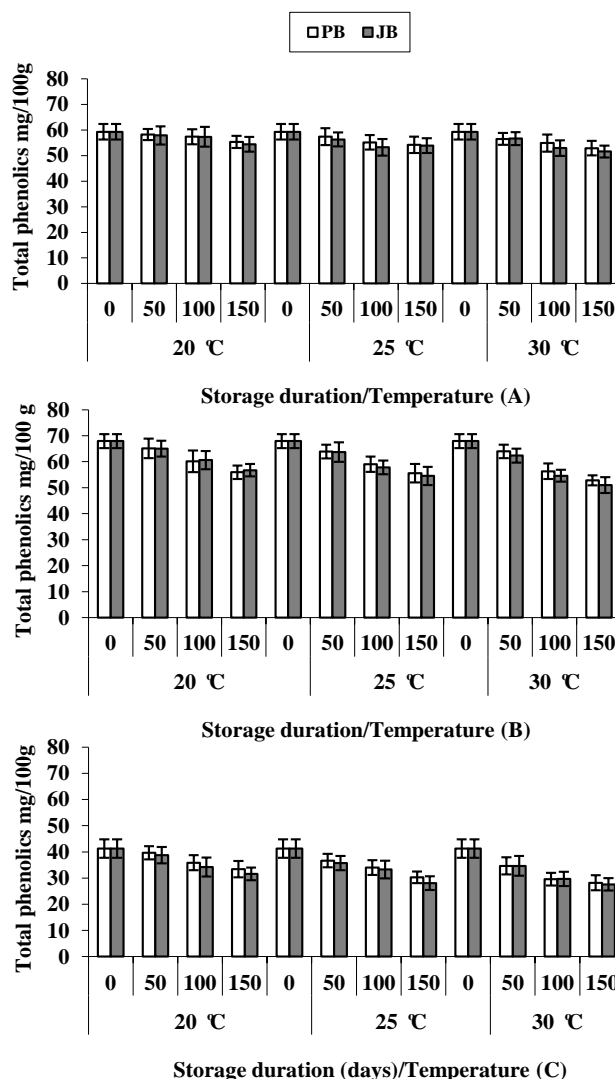 PB JB
Total phenolics mg/100g
80
70
60
50
40
30
20
10
0
0 50 100 150 0 50 100 150 0 50 100 150
20 °C 25 °C 30 °C
Storage duration/Temperature (A)
Total phenolics mg/100 g
80
70
60
50
40
30
20
10
0
0 50 100 150 0 50 100 150 0 50 100 150
20 °C 25 °C 30 °C
Storage duration/Temperature (B)
Total phenolics mg/100g
80
70
60
50
40
30
20
10
0
0 50 100 150 0 50 100 150 0 50 100 150
20 °C 25 °C 30 °C
Storage duration (days)/Temperature (C)